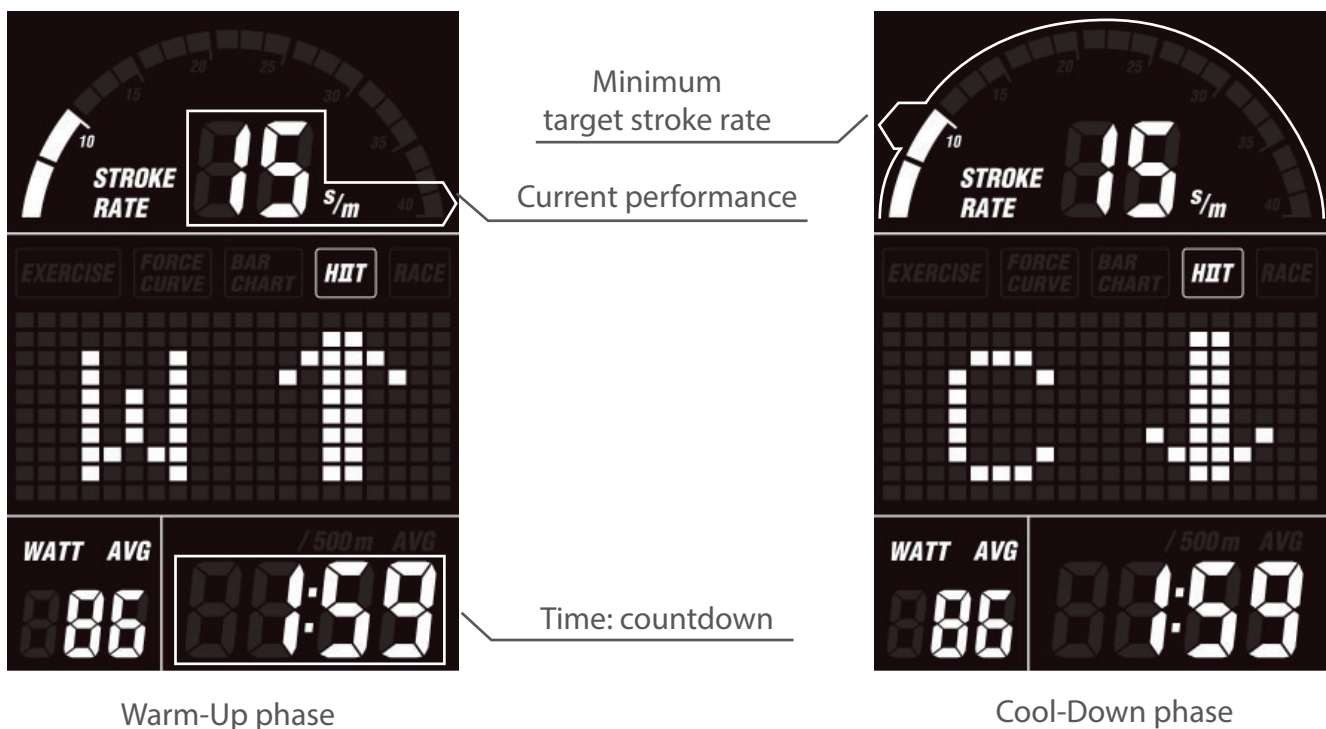 20 25
15 30
10 35
15
STROKE
RATE s/m 40
EXERCISE FORCE CURVE BAR CHART HIIT RACE
W
WATT AVG /500m AVG
86 1:59
Warm-Up phase
Minimum
target stroke rate
Current performance
Time: countdown
20 25
15 30
10 35
15
STROKE
RATE s/m 40
EXERCISE FORCE CURVE BAR CHART HIIT RACE
C
WATT AVG /500m AVG
86 1:59
Cool-Down phase